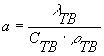 a = λ_TB / (C_TB · ρ_TB)